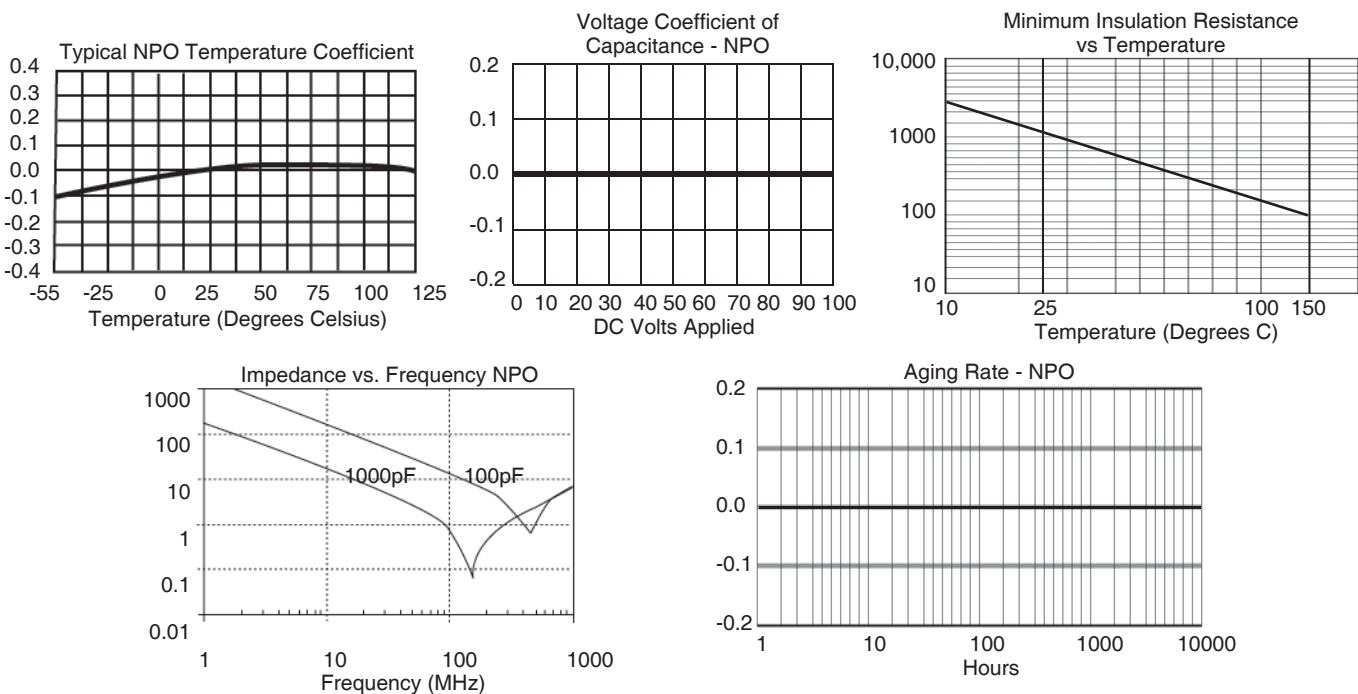 Typical NPO Temperature Coefficient
0.4
0.3
0.2
0.1
0.0
-0.1
-0.2
-0.3
-0.4
-55 -25 0 25 50 75 100 125
Temperature (Degrees Celsius)
Voltage Coefficient of
Capacitance - NPO
0.2
0.1
0.0
-0.1
-0.2
0 10 20 30 40 50 60 70 80 90 100
DC Volts Applied
Minimum Insulation Resistance
vs Temperature
10,000
1000
100
10
10 25 100 150
Temperature (Degrees C)
Impedance vs. Frequency NPO
1000
100
10
1
0.1
0.01
1000pF 100pF
1 10 100 1000
Frequency (MHz)
Aging Rate - NPO
0.2
0.1
0.0
-0.1
-0.2
1 10 100 1000 10000
Hours